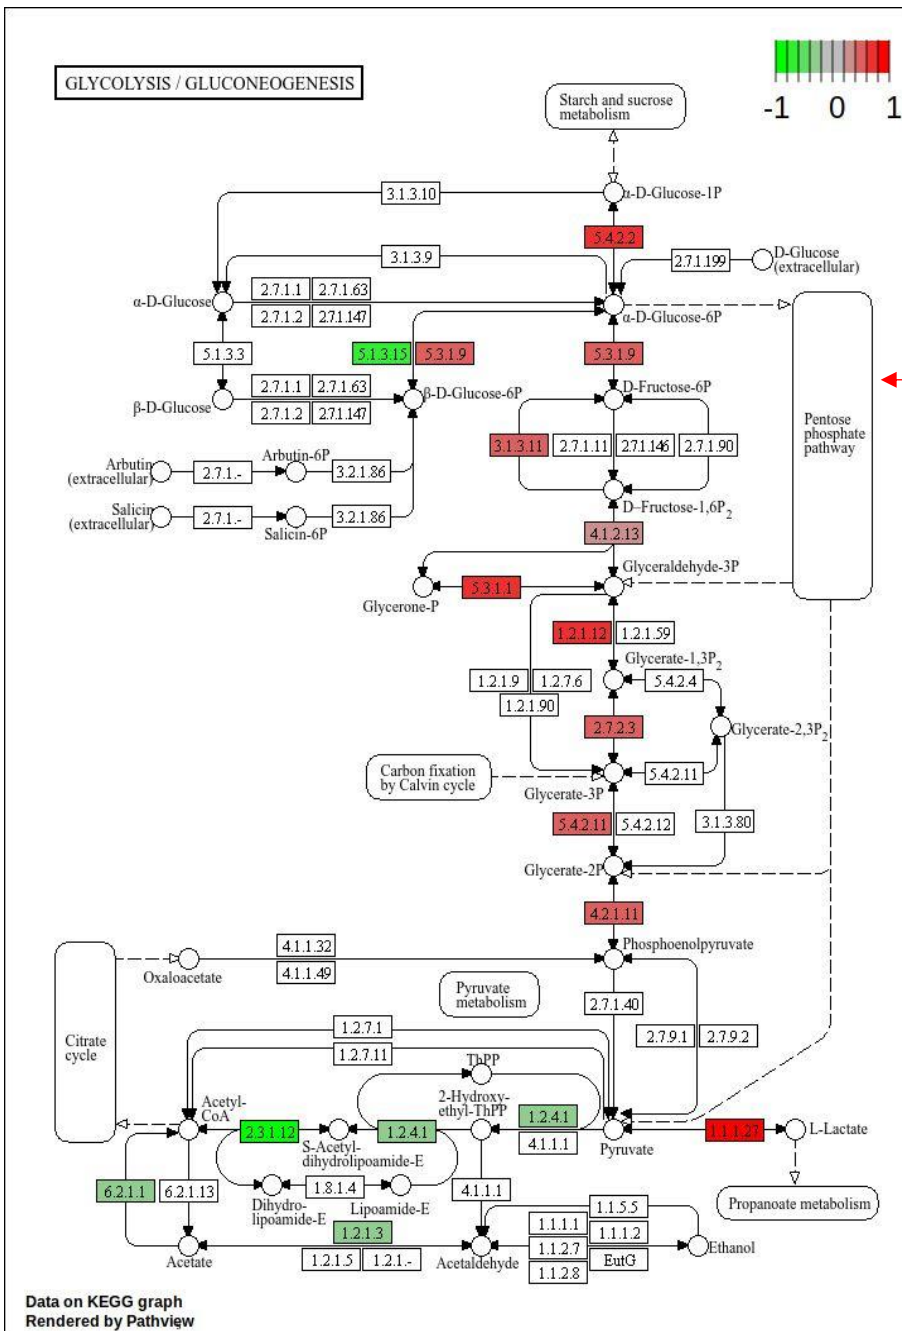 GLYCOLYSIS / GLUCONEOGENESIS
-1 0 1
Starch and sucrose
metabolism
3.1.3.10
α-D-Glucose-1P
5.4.2.2
3.1.3.9
2.7.1.199
D-Glucose
(extracellular)
2.7.1.1
2.7.1.63
α-D-Glucose
2.7.1.2
2.7.1.147
α-D-Glucose-6P
5.1.3.3
5.1.3.15
5.3.1.9
5.3.1.9
2.7.1.1
2.7.1.63
β-D-Glucose
2.7.1.2
2.7.1.147
β-D-Glucose-6P
D-Fructose-6P
Pentose
phosphate
pathway
3.1.3.11
2.7.1.11
2.7.1.146
2.7.1.90
Arbutin
(extracellular)
2.7.1.-
Arbutin-6P
3.2.1.86
D-Fructose-1,6P2
Salicin
(extracellular)
2.7.1.-
Salicin-6P
3.2.1.86
4.1.2.13
Glyceraldehyde-3P
5.3.1.1
Glycerone-P
1.2.1.12
1.2.1.59
Glycerate-1,3P2
1.2.1.9
1.2.7.6
5.4.2.4
1.2.1.90
2.7.2.3
Glycerate-2,3P2
Carbon fixation
by Calvin cycle
5.4.2.11
Glycerate-3P
5.4.2.11
5.4.2.12
3.1.3.80
Glycerate-2P
4.2.1.11
4.1.1.32
Phosphoenolpyruvate
4.1.1.49
Oxaloacetate
Pyruvate
metabolism
2.7.1.40
Citrate
cycle
1.2.7.1
2.7.9.1
2.7.9.2
1.2.7.11
ThPP
Acetyl-
CoA
2-Hydroxy-
ethyl-ThPP
1.2.4.1
2.3.1.12
1.2.4.1
1.1.1.27
L-Lactate
S-Acetyl-
dihydrolipoamide-E
4.1.1.1
Pyruvate
6.2.1.1
6.2.1.13
1.8.1.4
4.1.1.1
Dihydro-
lipoamide-E
Lipoamide-E
Propanoate metabolism
1.1.5.5
1.2.1.3
1.1.1.1
1.1.1.2
Acetate
1.2.1.5
1.2.1.-
Acetaldehyde
1.1.2.7
EutG
Ethanol
1.1.2.8
Data on KEGG graph
Rendered by Pathview